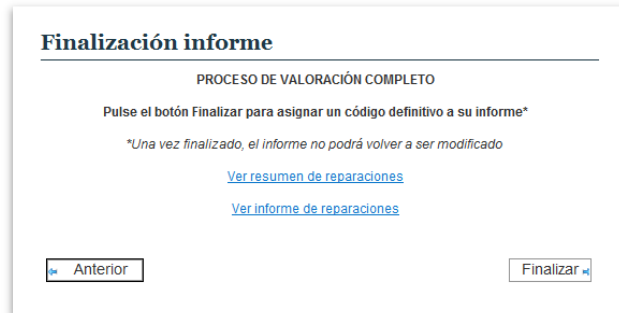 Finalización informe
PROCESO DE VALORACIÓN COMPLETO
Pulse el botón Finalizar para asignar un código definitivo a su informe*
*Una vez finalizado, el informe no podrá volver a ser modificado
Ver resumen de reparaciones
Ver informe de reparaciones
Anterior
Finalizar